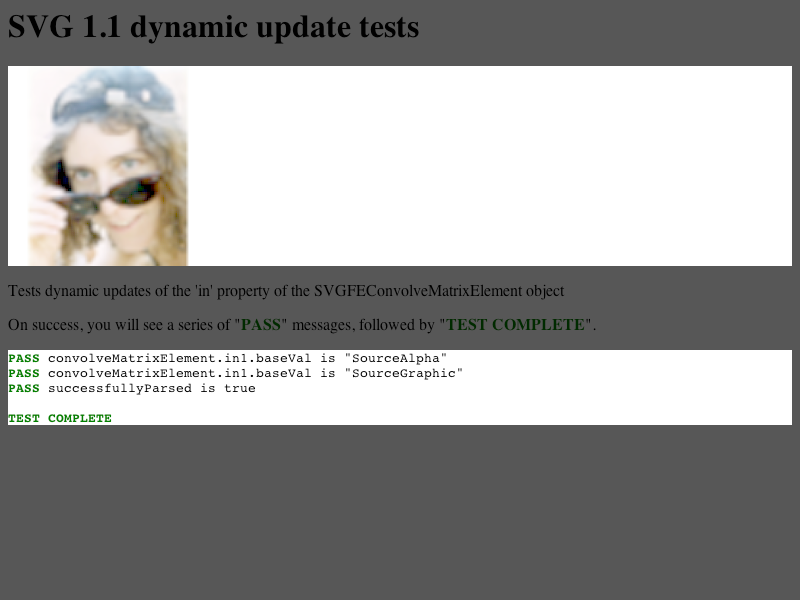 SVG 1.1 dynamic update tests
Tests dynamic updates of the 'in' property of the SVGFEConvolveMatrixElement object
On success, you will see a series of "PASS" messages, followed by "TEST COMPLETE".
PASS convolveMatrixElement.in1.baseVal is "SourceAlpha"
PASS convolveMatrixElement.in1.baseVal is "SourceGraphic"
PASS successfullyParsed is true
TEST COMPLETE